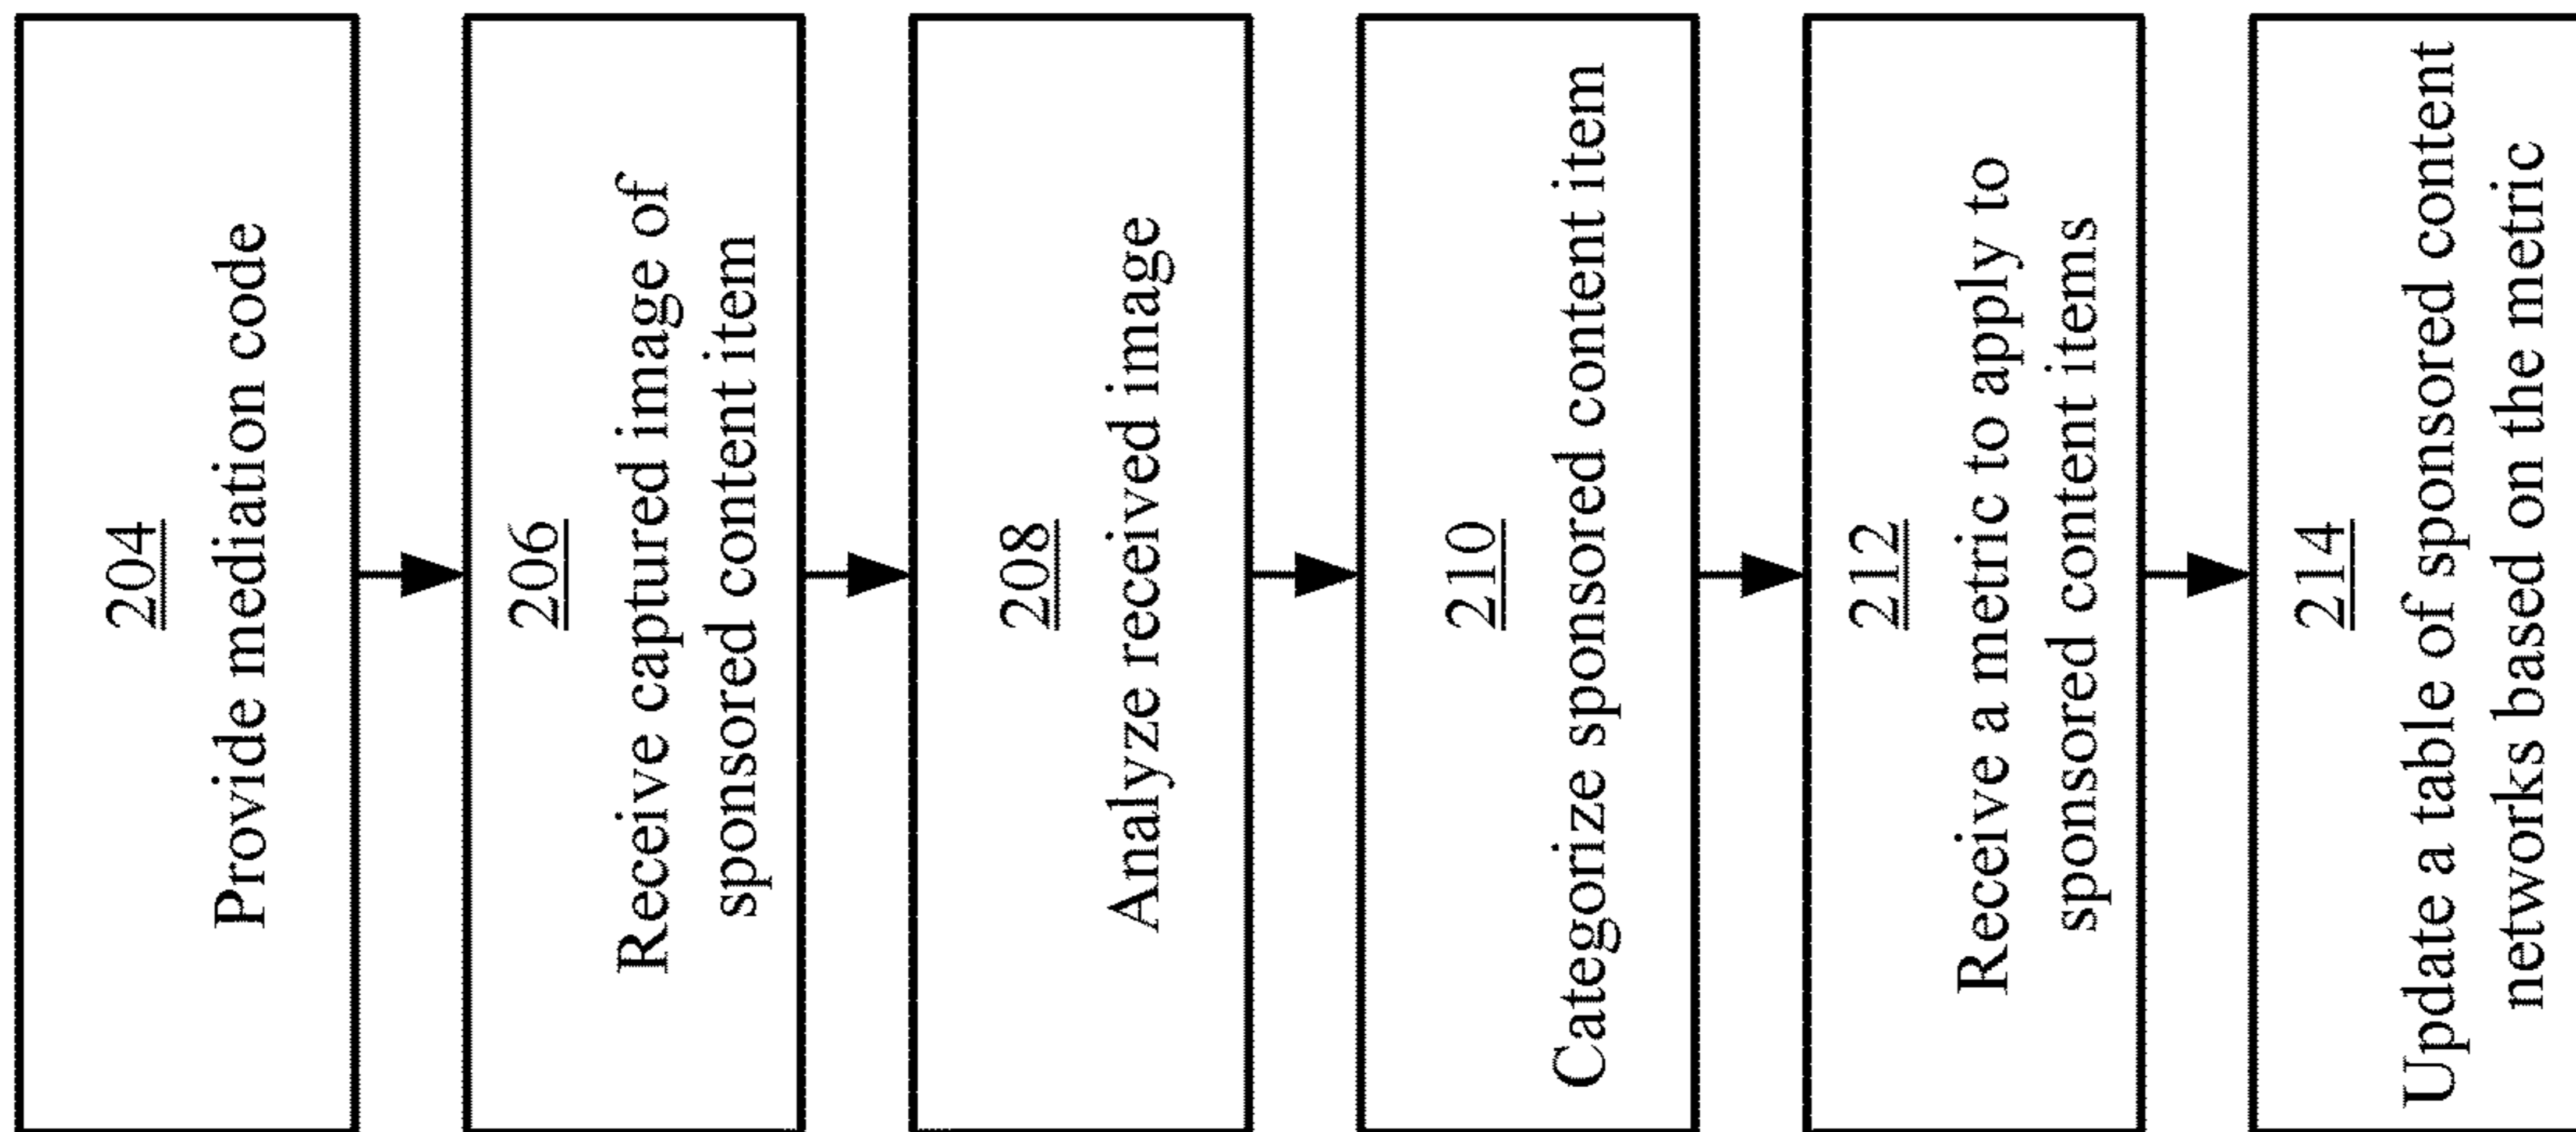 204
Provide mediation code
206
Receive captured image of
sponsored content item
208
Analyze received image
210
Categorize sponsored content item
212
Receive a metric to apply to
sponsored content items
214
Update a table of sponsored content
networks based on the metric